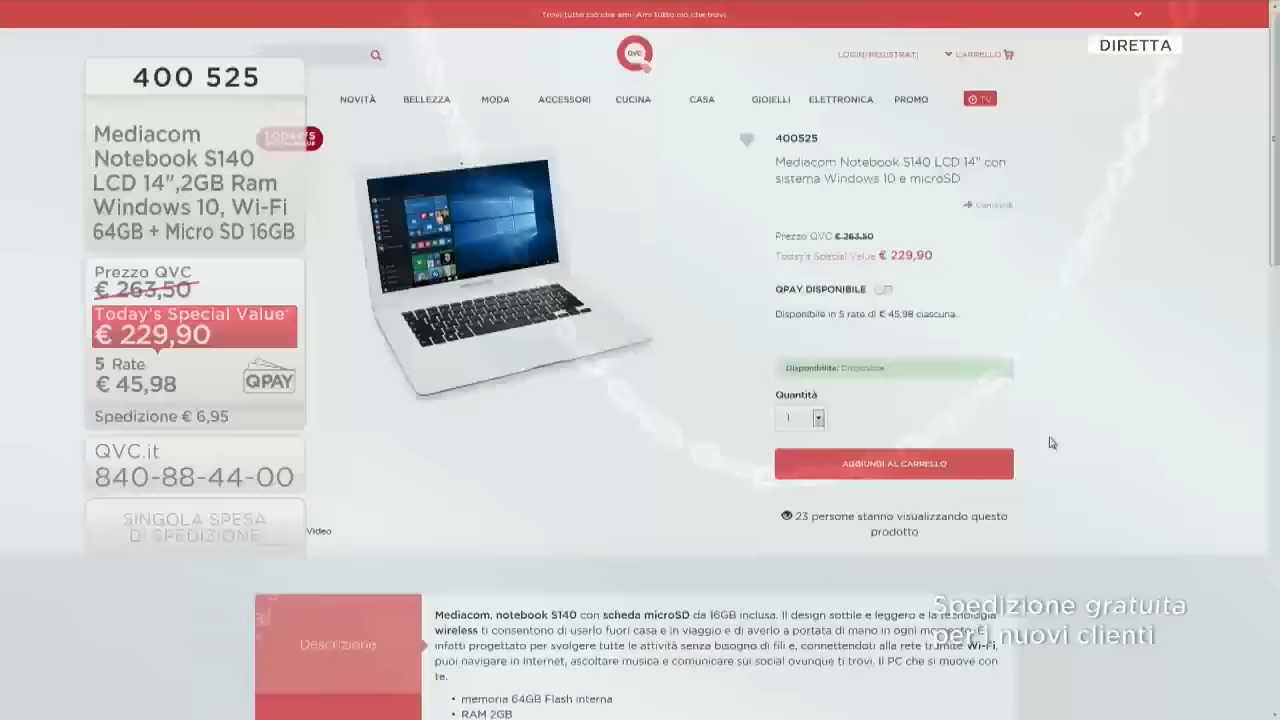 Trovi tutto ciò che ami. Ami tutto ciò che trovi.
DIRETTA
QVC
LOGIN/REGISTRATI
CARRELLO
NOVITÀ BELLEZZA MODA ACCESSORI CUCINA CASA GIOIELLI ELETTRONICA PROMO TV
400 525
Mediacom
Notebook S140
LCD 14",2GB Ram
Windows 10, Wi-Fi
64GB + Micro SD 16GB
Prezzo QVC
€ 263,50
Today's Special Value
€ 229,90
5 Rate
€ 45,98
QPAY
Spedizione € 6,95
QVC.it
840-88-44-00
SINGOLA SPESA
DI SPEDIZIONE
TODAY'S
Video
400525
Mediacom Notebook S140 LCD 14" con
sistema Windows 10 e microSD
Condividi
Prezzo QVC € 263,50
Today's Special Value € 229,90
QPAY DISPONIBILE
Disponibile in 5 rate di € 45,98 ciascuna.
Disponibilità: Disponibile
Quantità
1
AGGIUNGI AL CARRELLO
23 persone stanno visualizzando questo
prodotto
Descrizione
Mediacom, notebook S140 con scheda microSD da 16GB inclusa. Il design sottile e leggero e la tecnologia
wireless ti consentono di usarlo fuori casa e in viaggio e di averlo a portata di mano in ogni momento. È
infatti progettato per svolgere tutte le attività senza bisogno di fili e, connettendoti alla rete tramite Wi-Fi,
puoi navigare in Internet, ascoltare musica e comunicare sui social ovunque ti trovi. Il PC che si muove con
te.
• memoria 64GB Flash interna
• RAM 2GB
Spedizione gratuita
per i nuovi clienti